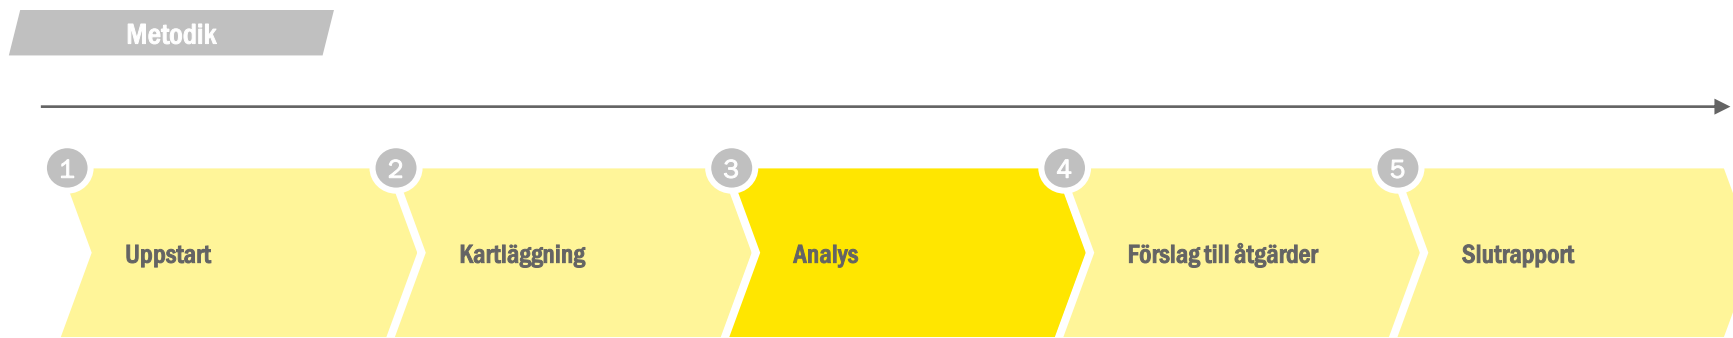 Metodik
1 2 3 4 5
Uppstart Kartläggning Analys Förslag till åtgärder Slutrapport